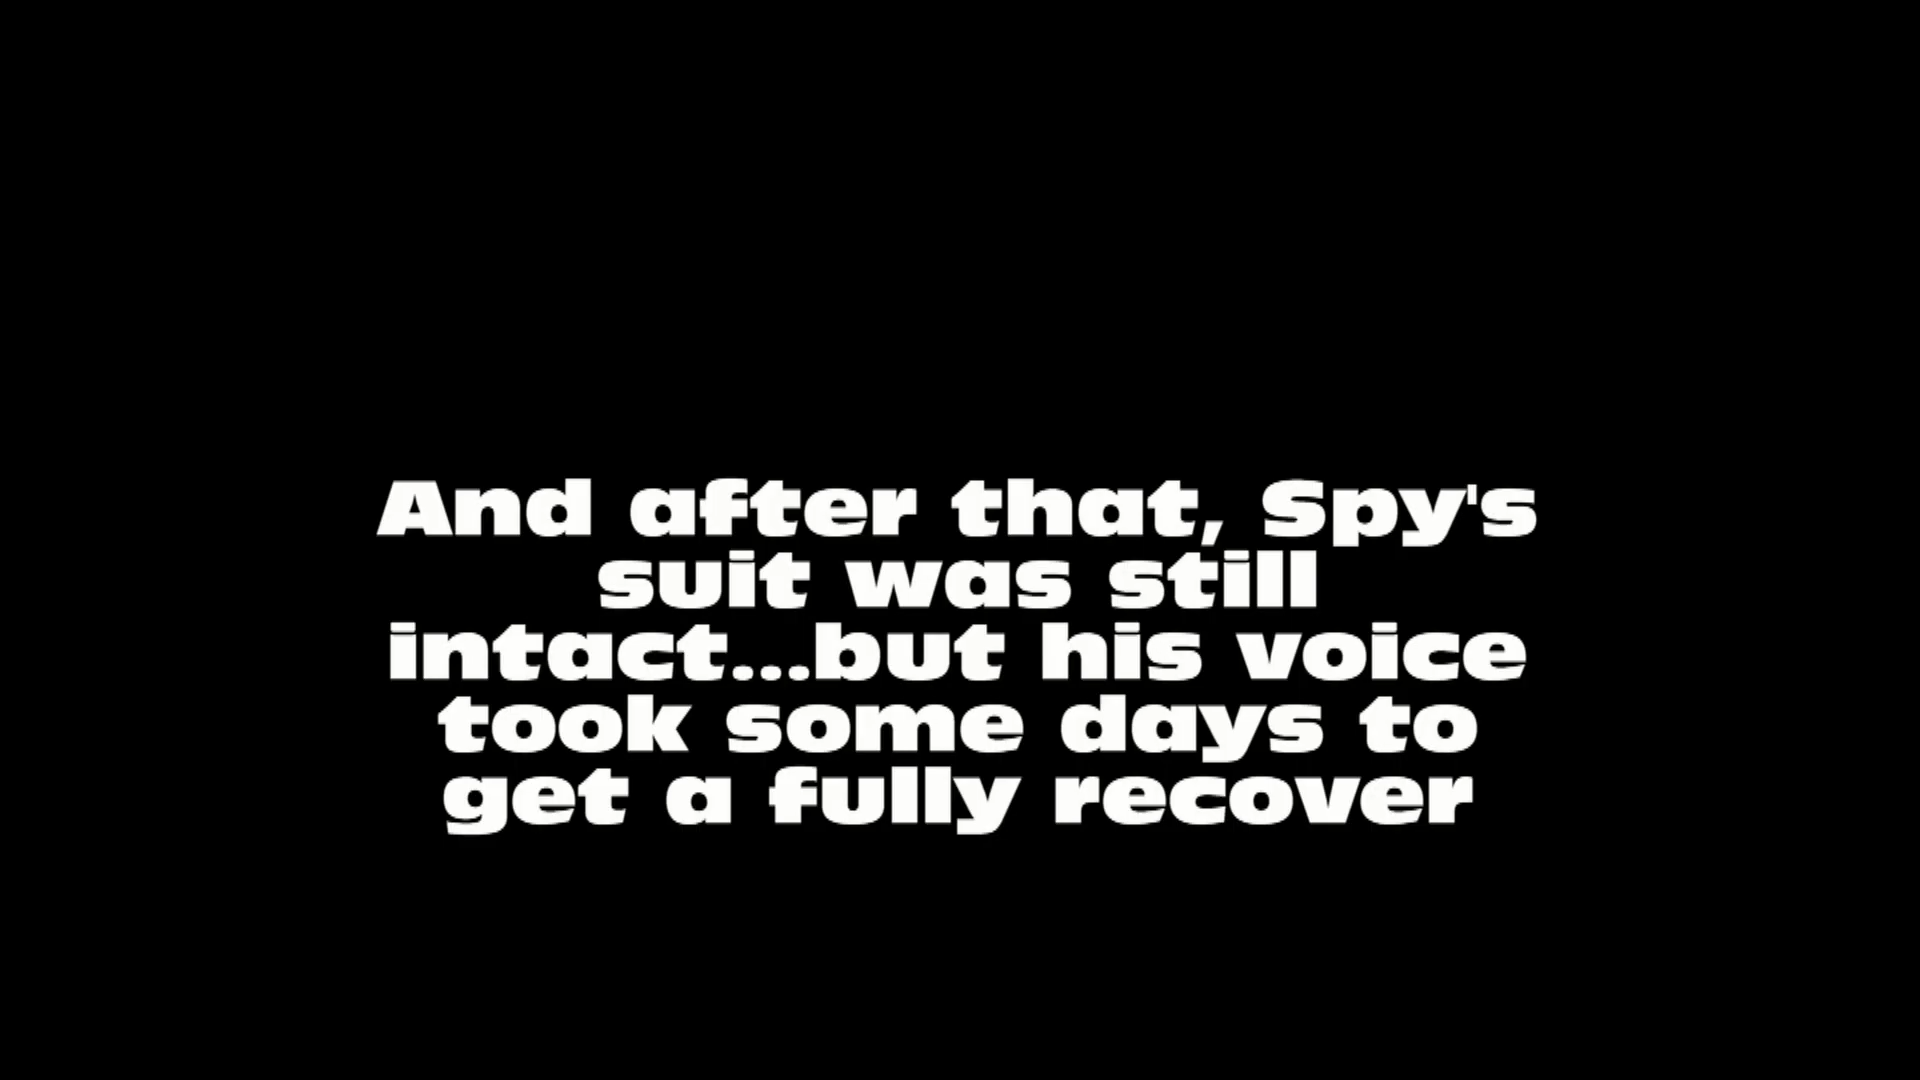 And after that, Spy's
suit was still
intact...but his voice
took some days to
get a fully recover